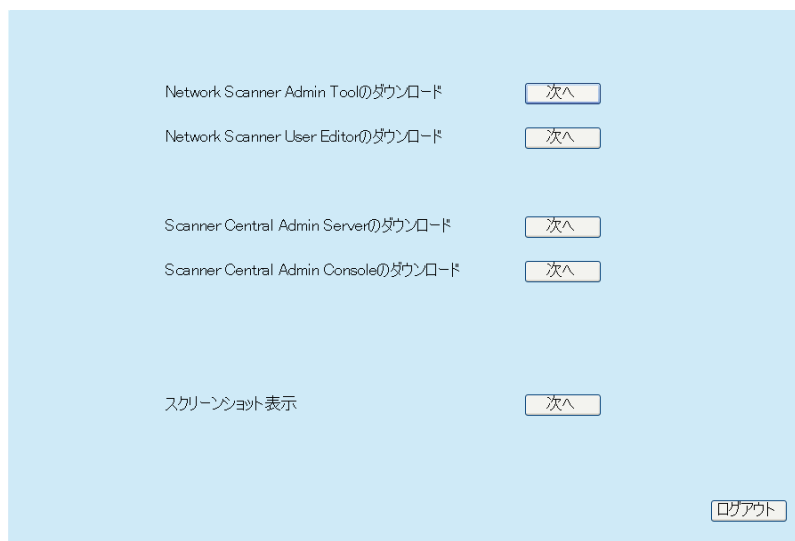 Network Scanner Admin Toolのダウンロード 次へ
Network Scanner User Editorのダウンロード 次へ
Scanner Central Admin Serverのダウンロード 次へ
Scanner Central Admin Consoleのダウンロード 次へ
スクリーンショット表示 次へ
ログアウト